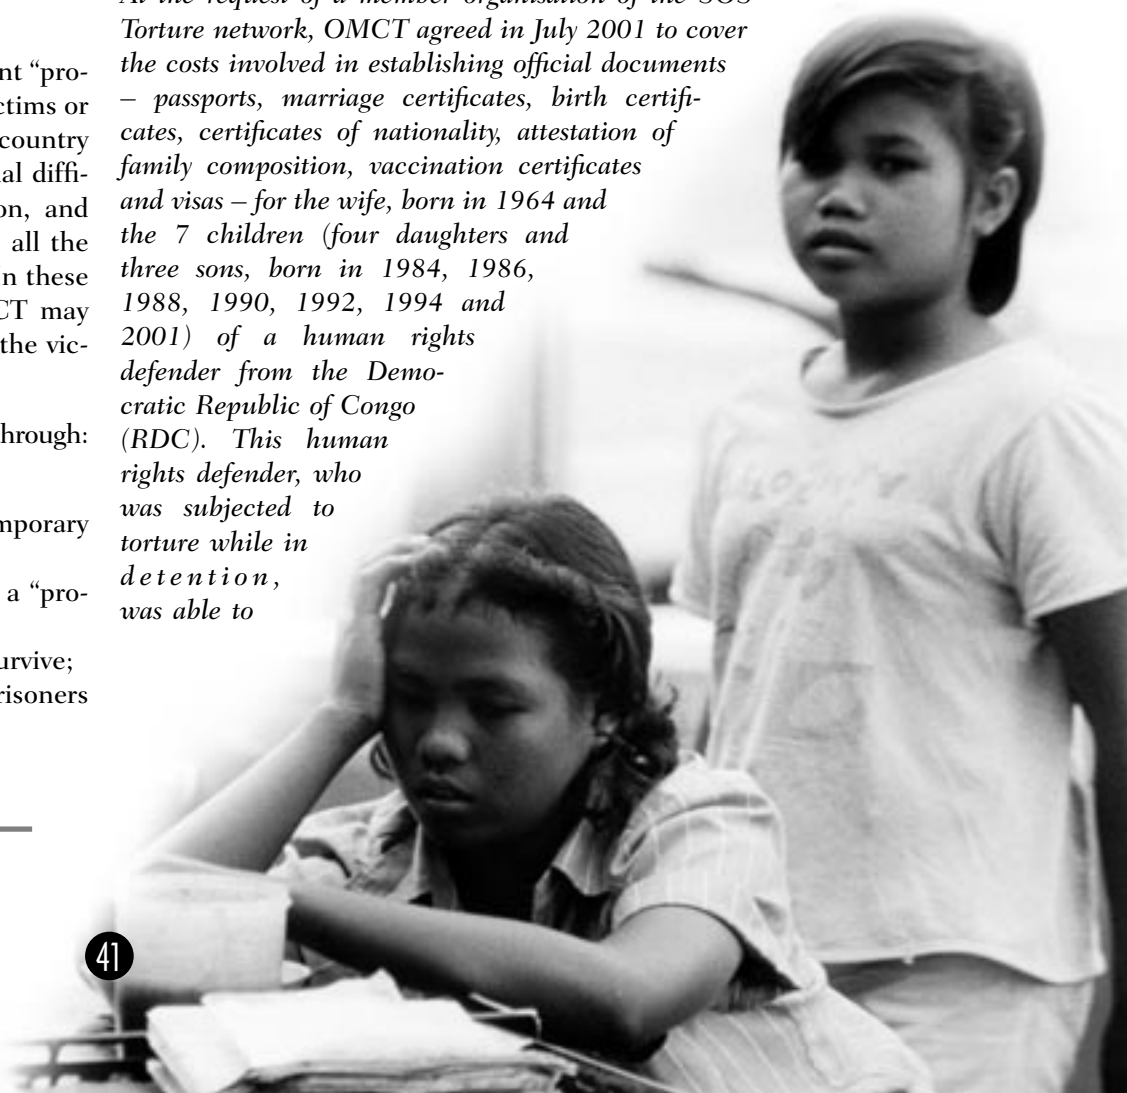 nt “pro-
ctims or
country
al diffi-
on, and
all the
n these
CT may
the vic-
hrough:
mporary
a “pro-
urvive;
risoners
At the request of a member organisation of the SOS
Torture network, OMCT agreed in July 2001 to cover
the costs involved in establishing official documents
– passports, marriage certificates, birth certifi-
cates, certificates of nationality, attestation of
family composition, vaccination certificates
and visas – for the wife, born in 1964 and
the 7 children (four daughters and
three sons, born in 1984, 1986,
1988, 1990, 1992, 1994 and
2001) of a human rights
defender from the Demo-
cratic Republic of Congo
(RDC). This human
rights defender, who
was subjected to
torture while in
detention,
was able to
41